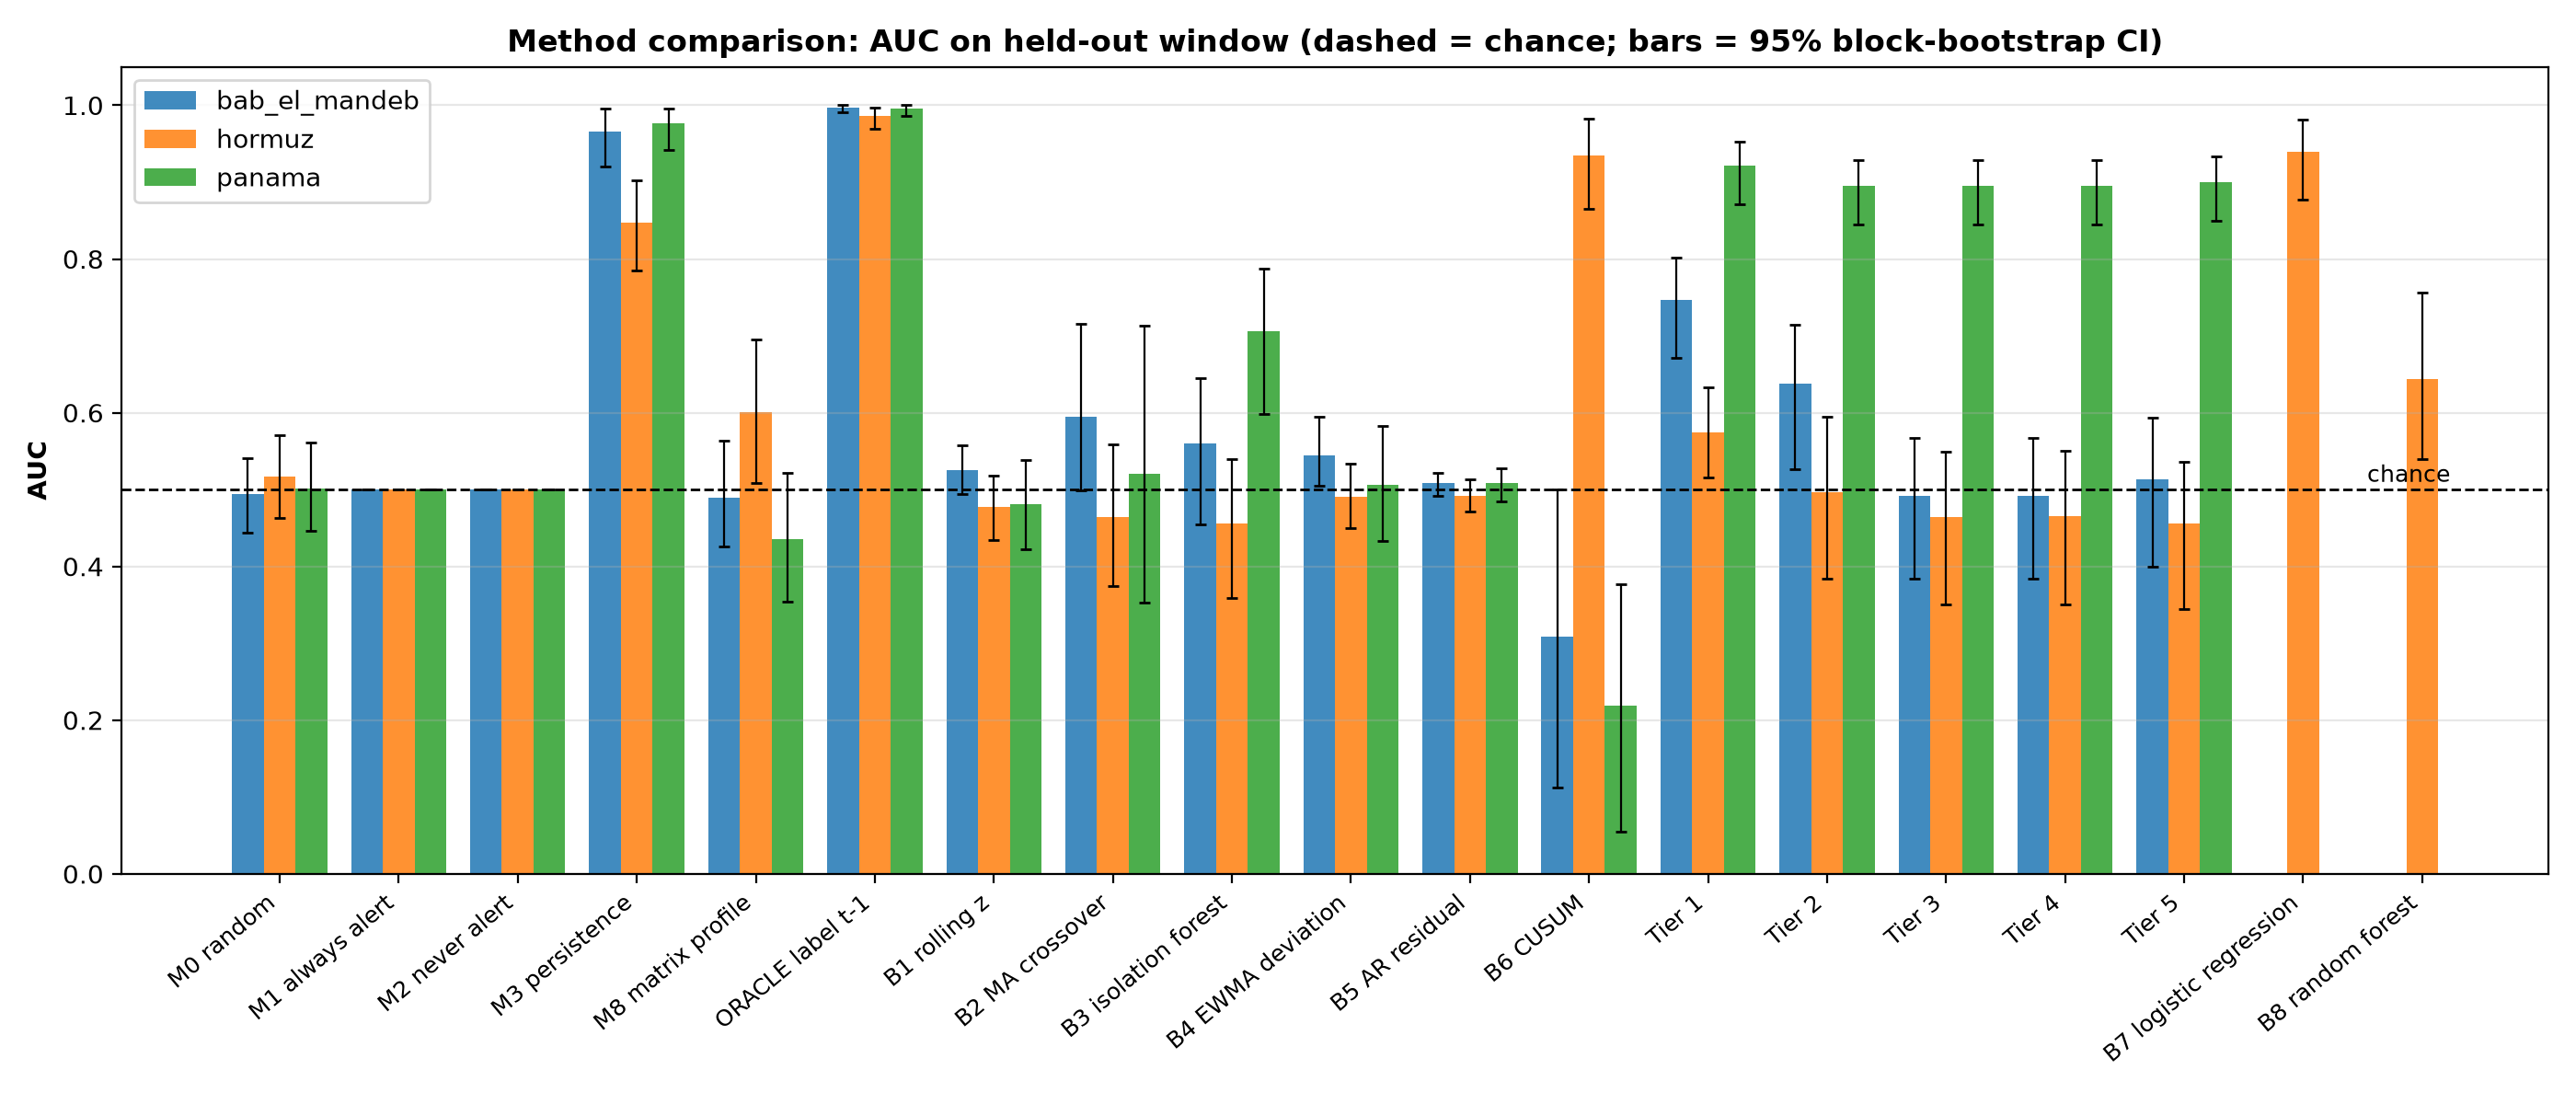 Method comparison: AUC on held-out window (dashed = chance; bars = 95% block-bootstrap CI)
bab_el_mandeb
hormuz
panama
AUC
1.0
0.8
0.6
0.4
0.2
0.0
chance
M0 random
M1 always alert
M2 never alert
M3 persistence
M8 matrix profile
ORACLE label t-1
B1 rolling z
B2 MA crossover
B3 isolation forest
B4 EWMA deviation
B5 AR residual
B6 CUSUM
Tier 1
Tier 2
Tier 3
Tier 4
Tier 5
B7 logistic regression
B8 random forest